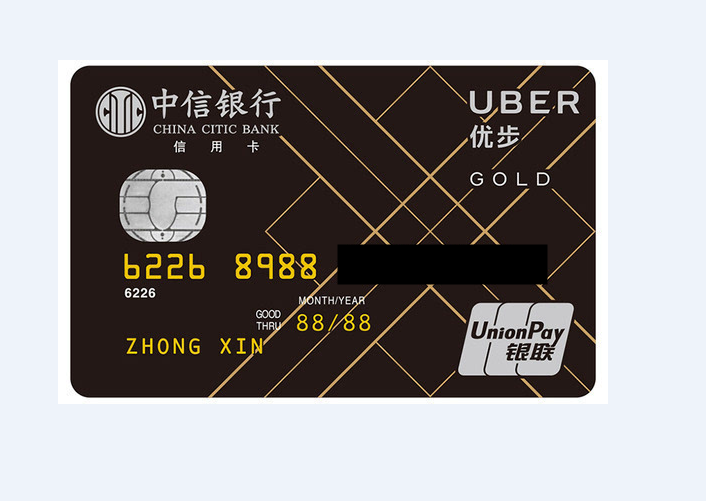 中信银行
CHINA CITIC BANK
信用卡
UBER
优步
GOLD
6226 8988
6226
MONTH/YEAR
GOOD THRU 88/88
ZHONG XIN
UnionPay
银联